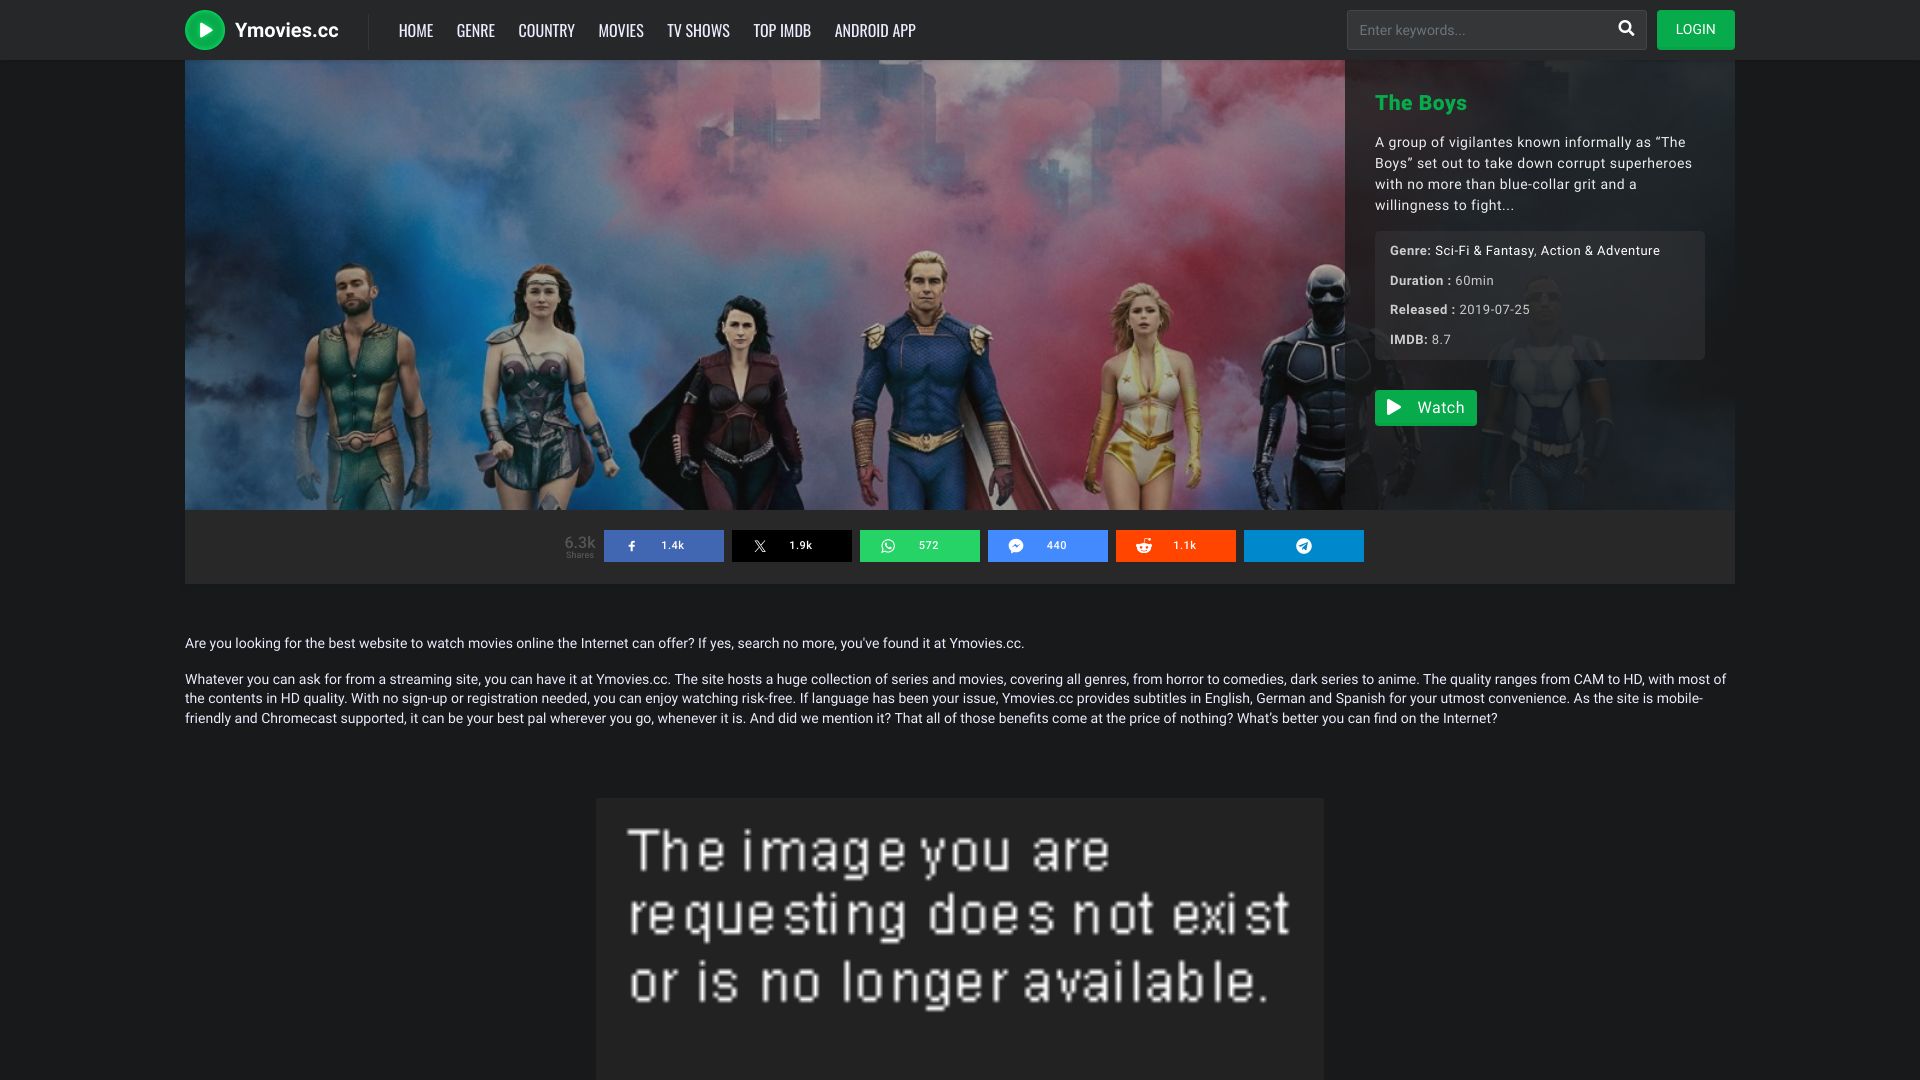 Ymovies.cc
HOME
GENRE
COUNTRY
MOVIES
TV SHOWS
TOP IMDB
ANDROID APP
Enter keywords...
LOGIN
The Boys
A group of vigilantes known informally as “The
Boys” set out to take down corrupt superheroes
with no more than blue-collar grit and a
willingness to fight...
Genre: Sci-Fi & Fantasy, Action & Adventure
Duration : 60min
Released : 2019-07-25
IMDB: 8.7
Watch
6.3k
Shares
1.4k
1.9k
572
440
1.1k
Are you looking for the best website to watch movies online the Internet can offer? If yes, search no more, you've found it at Ymovies.cc.
Whatever you can ask for from a streaming site, you can have it at Ymovies.cc. The site hosts a huge collection of series and movies, covering all genres, from horror to comedies, dark series to anime. The quality ranges from CAM to HD, with most of
the contents in HD quality. With no sign-up or registration needed, you can enjoy watching risk-free. If language has been your issue, Ymovies.cc provides subtitles in English, German and Spanish for your utmost convenience. As the site is mobile-
friendly and Chromecast supported, it can be your best pal wherever you go, whenever it is. And did we mention it? That all of those benefits come at the price of nothing? What’s better you can find on the Internet?
The image you are
requesting does not exist
or is no longer available.